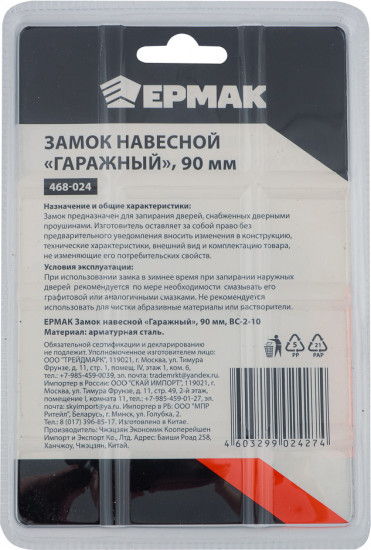 ЕРМАК
ЗАМОК НАВЕСНОЙ
«ГАРАЖНЫЙ», 90 мм
468-024
Назначение и общие характеристики:
Замок предназначен для запирания дверей, снабженных дверными
проушинами. Изготовитель оставляет за собой право без
предварительного уведомления вносить изменения в конструкцию,
технические характеристики, внешний вид и комплектацию товара,
не изменяющие его потребительских свойств.
Условия эксплуатации:
При использовании замка в зимнее время при запирании наружных
дверей рекомендуется по мере необходимости смазывать его
графитовой или аналогичными смазками. Не рекомендуется
использовать для чистки абразивные материалы или растворители.
ЕРМАК Замок навесной «Гаражный», 90 мм, ВС-2-10
Материал: арматурная сталь.
Обязательной сертификации и декларированию
не подлежит. Уполномоченное изготовителем лицо:
ООО "ТРЕЙДМАРК", 119021, г. Москва, ул. Тимура
Фрунзе, д. 11, стр. 1, помещ. IV, этаж 1, ком. 6,
тел.: +7-985-459-0039, эл. почта: trademrkt@yandex.ru
Импортер в России: ООО "СКАЙ ИМПОРТ", 119021, г.
Москва, ул. Тимура Фрунзе, д. 11, стр. 49, 2-й этаж,
помещение I, комната 11, тел.: +7-985-459-01-27, эл.
почта: skyimport@ya.ru. Импортер в РБ: ООО "МПР
Ритейл", Беларусь, г. Минск, ул. Голубка, 2.
Тел.: 8 (017) 396-85-17. Изготовлено в Китае.
Производитель: Чжэцзян Экономик Кооперейшен
Импорт и Экспорт Ко., Лтд. Адрес: Баиши Роад 258,
Ханчжоу, Чжэцзян, Китай.
5
PP
21
PAP
4603299024274